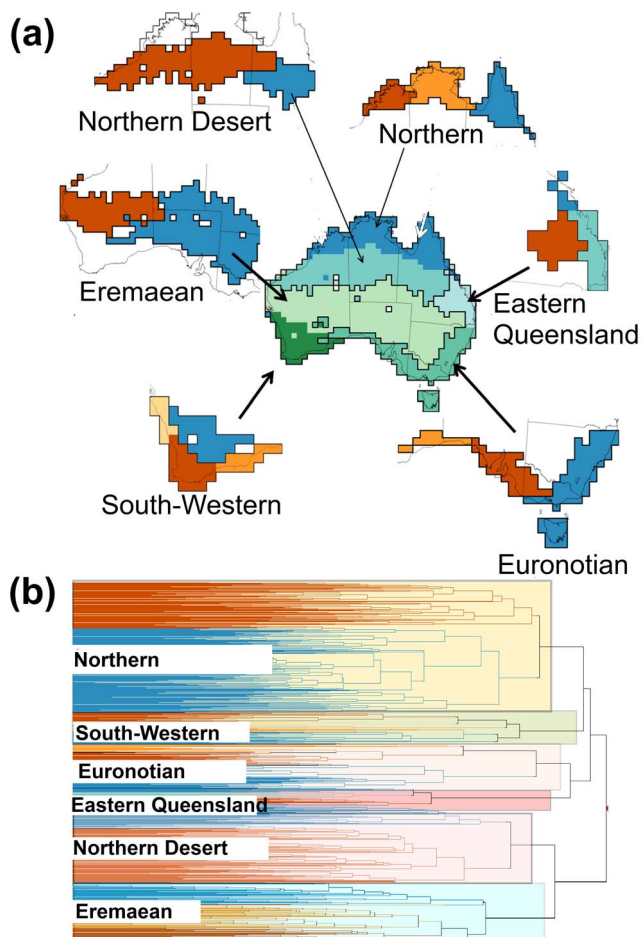 (a)
Northern Desert
Northern
Eremaean
Eastern
Queensland
South-Western
Euronotian
(b)
Northern
South-Western
Euronotian
Eastern Queensland
Northern Desert
Eremaean